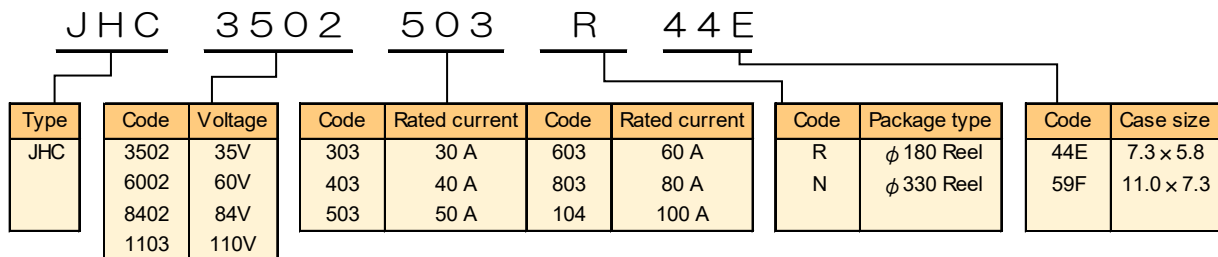 JHC 3502 503 R 44E
Type Code Voltage Code Rated current Code Rated current Code Package type Code Case size
JHC 3502 35V 303 30 A 603 60 A R ϕ 180 Reel 44E 7.3 × 5.8
6002 60V 403 40 A 803 80 A N ϕ 330 Reel 59F 11.0 × 7.3
8402 84V 503 50 A 104 100 A
1103 110V